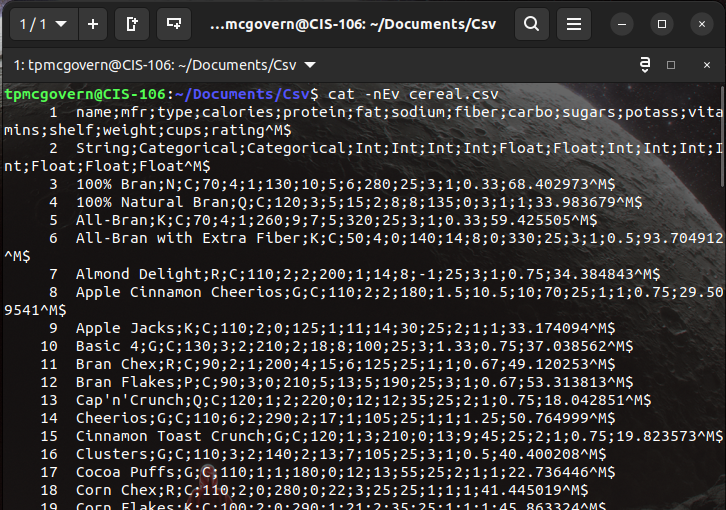 1 / 1
…mcgovern@CIS-106: ~/Documents/Csv
1: tpmcgovern@CIS-106: ~/Documents/Csv
a
tpmcgovern@CIS-106:~/Documents/Csv$ cat -nEv cereal.csv
1 name;mfr;type;calories;protein;fat;sodium;fiber;carbo;sugars;potass;vita
mins;shelf;weight;cups;rating^M$
2 String;Categorical;Categorical;Int;Int;Int;Int;Float;Float;Int;Int;Int;I
nt;Float;Float;Float^M$
3 100% Bran;N;C;70;4;1;130;10;5;6;280;25;3;1;0.33;68.402973^M$
4 100% Natural Bran;Q;C;120;3;5;15;2;8;8;135;0;3;1;1;33.983679^M$
5 All-Bran;K;C;70;4;1;260;9;7;5;320;25;3;1;0.33;59.425505^M$
6 All-Bran with Extra Fiber;K;C;50;4;0;140;14;8;0;330;25;3;1;0.5;93.704912
^M$
7 Almond Delight;R;C;110;2;2;200;1;14;8;-1;25;3;1;0.75;34.384843^M$
8 Apple Cinnamon Cheerios;G;C;110;2;2;180;1.5;10.5;10;70;25;1;1;0.75;29.50
9541^M$
9 Apple Jacks;K;C;110;2;0;125;1;11;14;30;25;2;1;1;33.174094^M$
10 Basic 4;G;C;130;3;2;210;2;18;8;100;25;3;1.33;0.75;37.038562^M$
11 Bran Chex;R;C;90;2;1;200;4;15;6;125;25;1;1;0.67;49.120253^M$
12 Bran Flakes;P;C;90;3;0;210;5;13;5;190;25;3;1;0.67;53.313813^M$
13 Cap'n'Crunch;Q;C;120;1;2;220;0;12;12;35;25;2;1;0.75;18.042851^M$
14 Cheerios;G;C;110;6;2;290;2;17;1;105;25;1;1;1.25;50.764999^M$
15 Cinnamon Toast Crunch;G;C;120;1;3;210;0;13;9;45;25;2;1;0.75;19.823573^M$
16 Clusters;G;C;110;3;2;140;2;13;7;105;25;3;1;0.5;40.400208^M$
17 Cocoa Puffs;G;C;110;1;1;180;0;12;13;55;25;2;1;1;22.736446^M$
18 Corn Chex;R;C;110;2;0;280;0;22;3;25;25;1;1;1;41.445019^M$
19 Corn Flakes;K;C;100;2;0;290;1;21;2;35;25;1;1;1;45.863324^M$